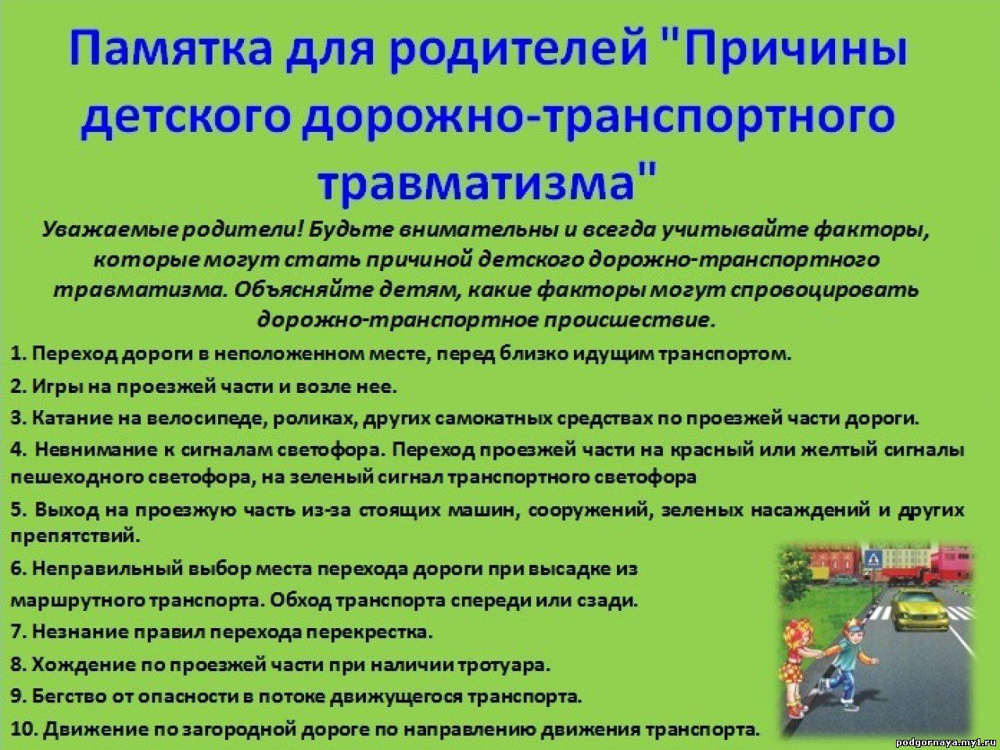 Памятка для родителей "Причины
детского дорожно-транспортного
травматизма"
Уважаемые родители! Будьте внимательны и всегда учитывайте факторы,
которые могут стать причиной детского дорожно-транспортного
травматизма. Объясняйте детям, какие факторы могут спровоцировать
дорожно-транспортное происшествие.
1. Переход дороги в неположенном месте, перед близко идущим транспортом.
2. Игры на проезжей части и возле нее.
3. Катание на велосипеде, роликах, других самокатных средствах по проезжей части дороги.
4. Невнимание к сигналам светофора. Переход проезжей части на красный или желтый сигналы
пешеходного светофора, на зеленый сигнал транспортного светофора
5. Выход на проезжую часть из-за стоящих машин, сооружений, зеленых насаждений и других
препятствий.
6. Неправильный выбор места перехода дороги при высадке из
маршрутного транспорта. Обход транспорта спереди или сзади.
7. Незнание правил перехода перекрестка.
8. Хождение по проезжей части при наличии тротуара.
9. Бегство от опасности в потоке движущегося транспорта.
10. Движение по загородной дороге по направлению движения транспорта.
podgornaya.my1.ru